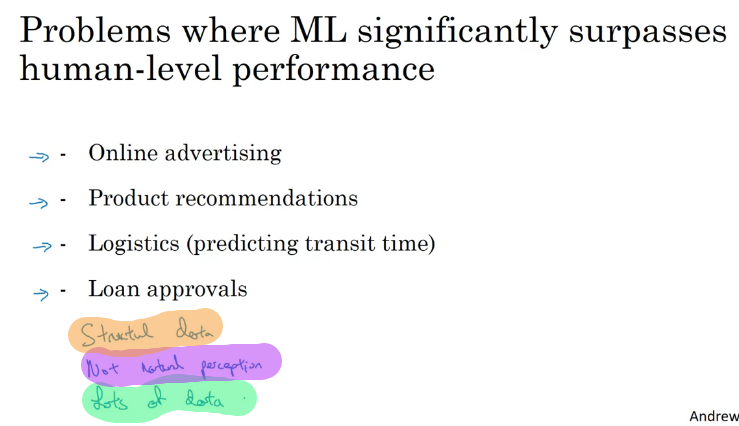 Problems where ML significantly surpasses
human-level performance
- Online advertising
- Product recommendations
- Logistics (predicting transit time)
- Loan approvals
data
Not natural perception
Lots of data
Andrew